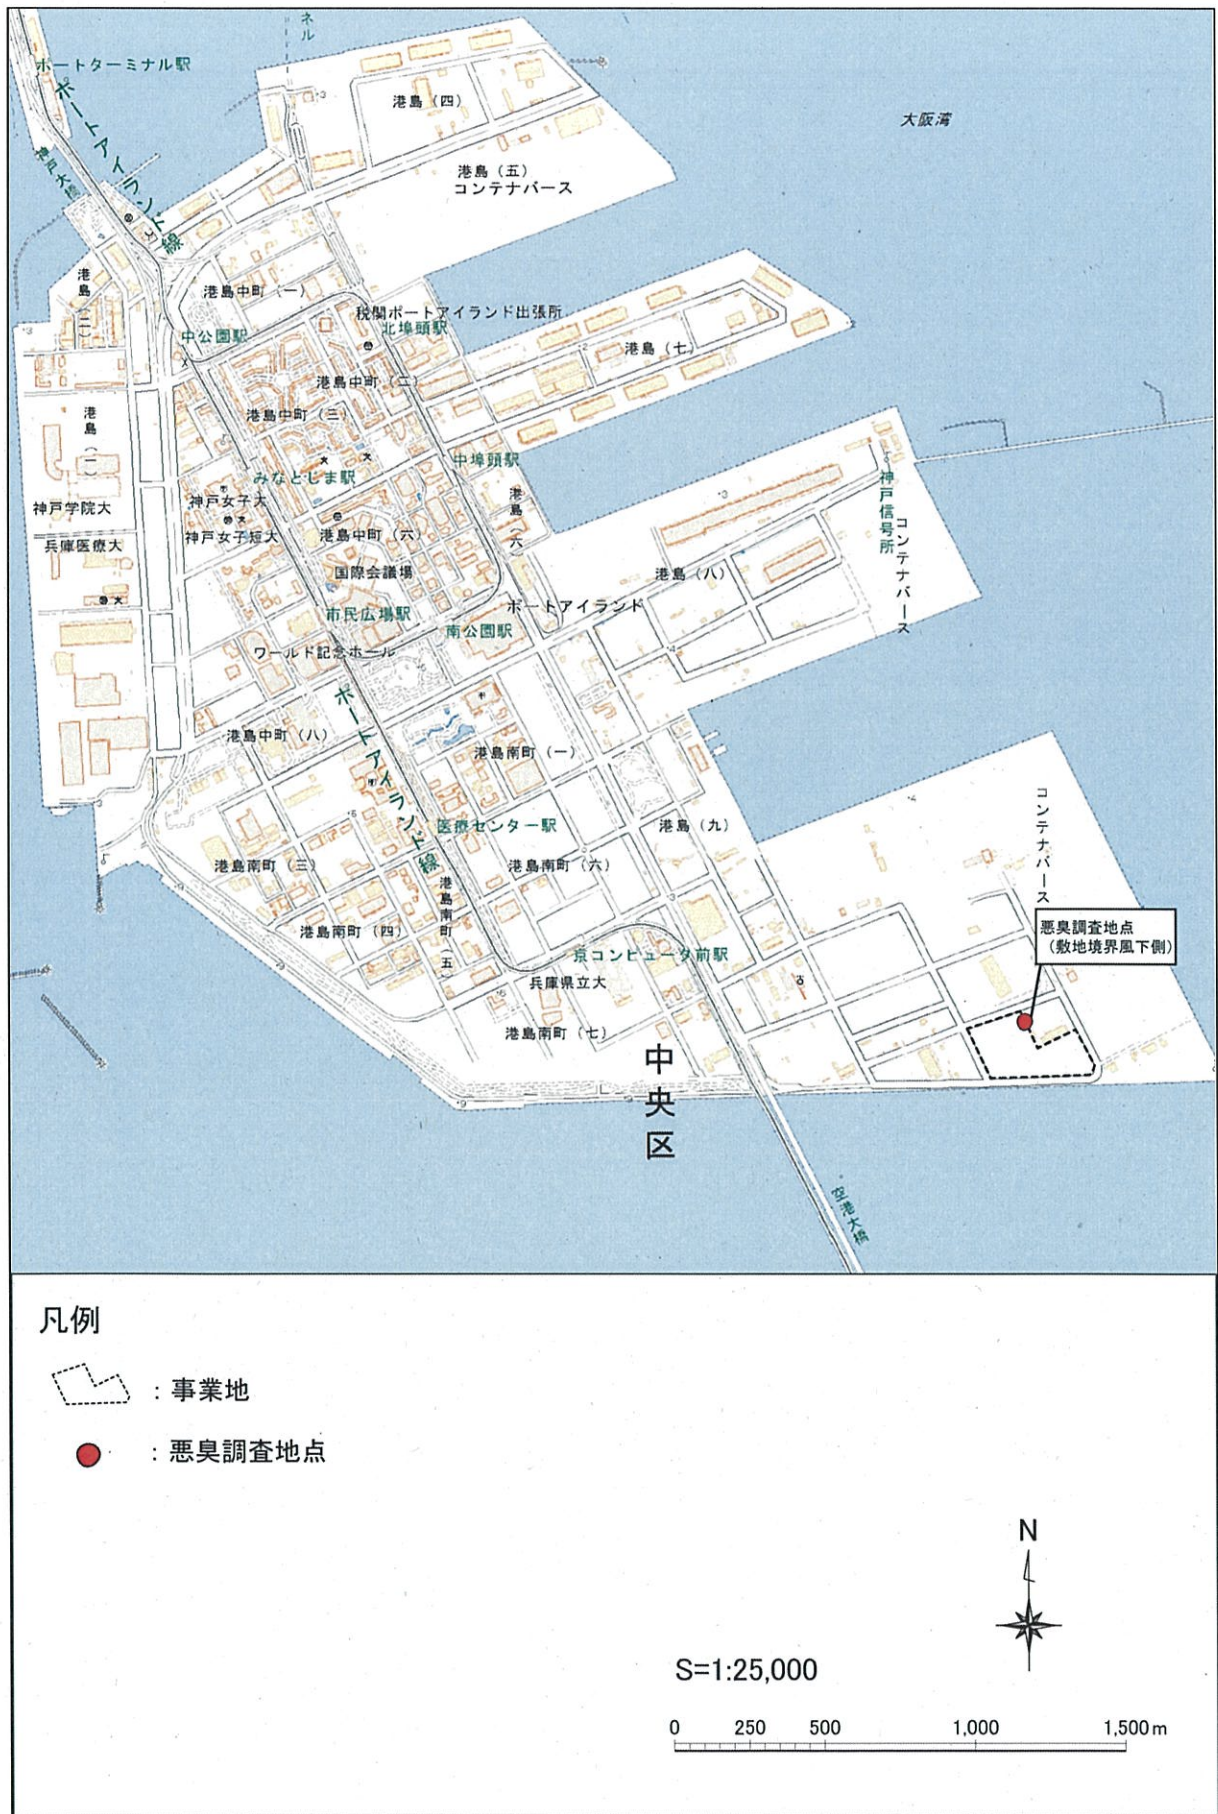 ネル
ポートターミナル駅
ポートアイランド線
神戸大橋
港島（四）
大阪湾
港島（五）
コンテナバース
港島（二）
港島中町（一）
税関ポートアイランド出張所
中公園駅
北埠頭駅
港島（七）
港島中町（二）
港島中町（三）
港島（一）
中埠頭駅
みなとじま駅
神戸信号所
神戸女子大
港島（六）
神戸学院大
コンテナバース
神戸女子短大
港島中町（六）
兵庫医療大
国際会議場
港島（八）
ポートアイランド
市民広場駅
南公園駅
ワールド記念ホール
ポートアイランド線
港島中町（八）
港島南町（一）
コンテナバース
医療センター駅
港島（九）
港島南町（三）
港島南町（六）
港島南町（五）
港島南町（四）
悪臭調査地点
（敷地境界風下側）
京コンピュータ前駅
兵庫県立大
港島南町（七）
中央区
空港大橋
凡例
：事業地
：悪臭調査地点
N
S=1:25,000
0 250 500 1,000 1,500m